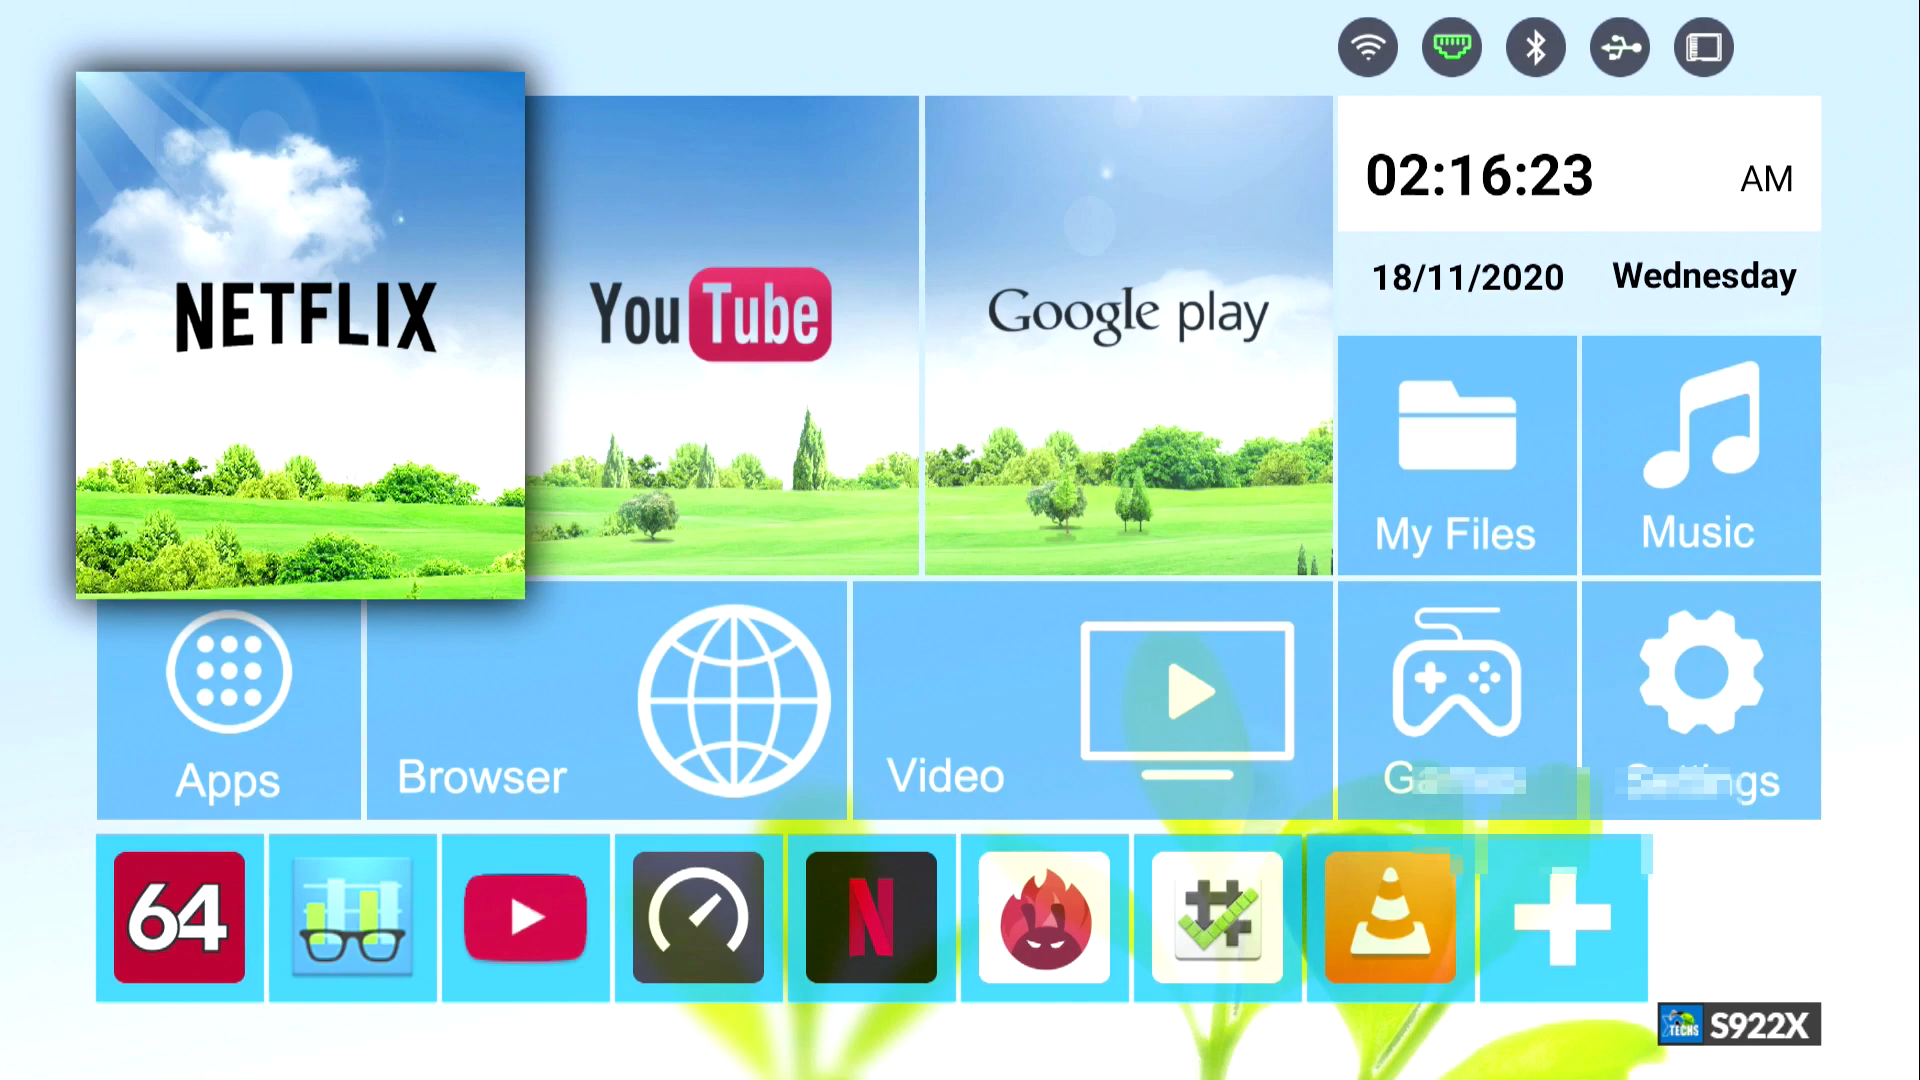 NETFLIX
YouTube
Google play
02:16:23 AM
18/11/2020 Wednesday
My Files
Music
Apps
Browser
Video
64
N
TECHS S922X